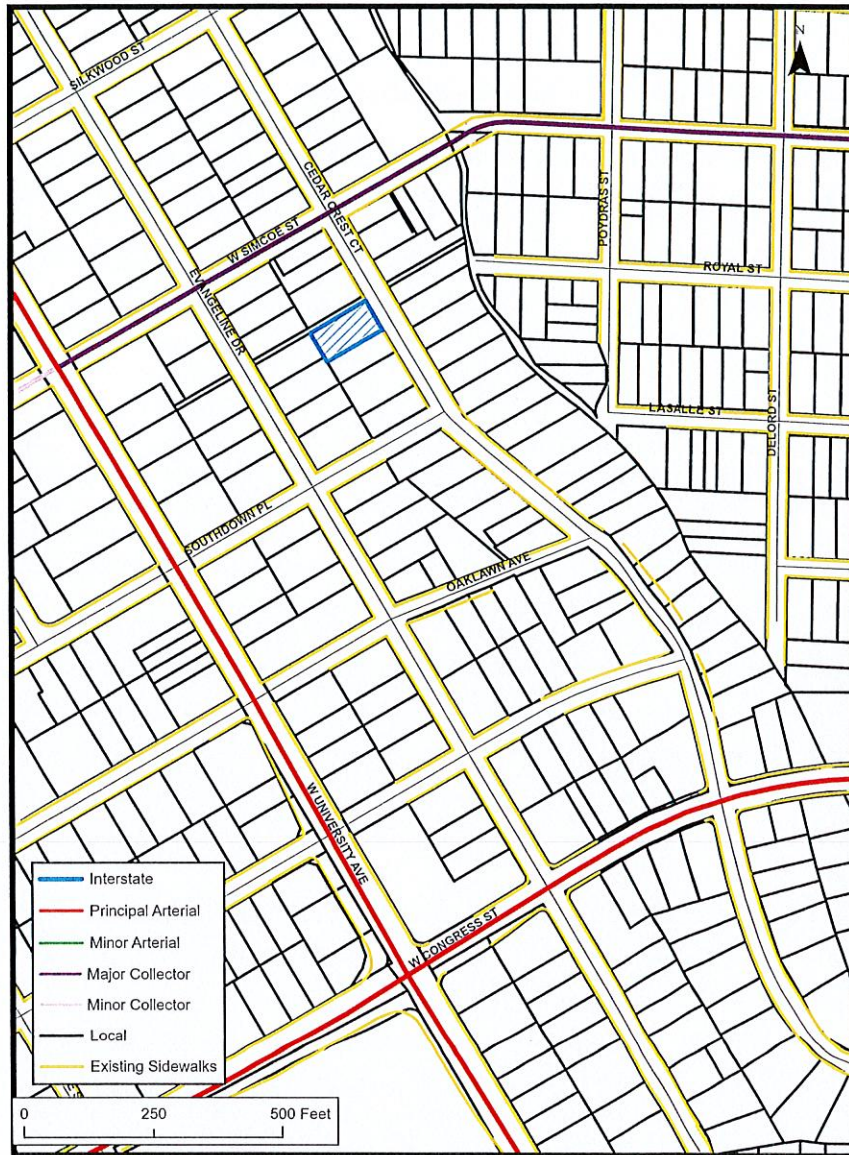 N
SILKWOOD ST
CEDAR CREST CT
W SIMCOE ST
POYDRAS ST
ROYAL ST
EVANGELINE DR
LASALLE ST
DELORD ST
SOUTHDOWN PL
OAKLAWN AVE
W UNIVERSITY AVE
W CONGRESS ST
Interstate
Principal Arterial
Minor Arterial
Major Collector
Minor Collector
Local
Existing Sidewalks
0 250 500 Feet